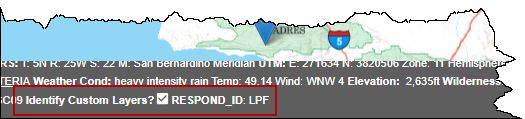 ADRES
5
RS: T: 5N R: 25W S: 22 M: San Bernardino Meridian UTM: E: 271634 N: 3820506 Zone: 11 Hemisphere
TERIA Weather Cond: heavy intensity rain Temp: 49.14 Wind: WNW 4 Elevation: 2,635ft Wilderness
C09 Identify Custom Layers? RESPOND_ID: LPF